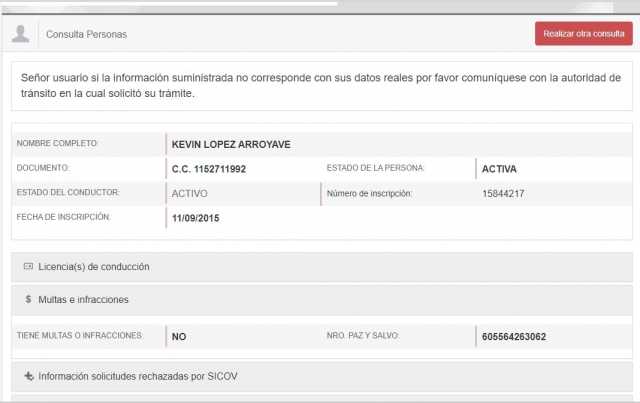 Consulta Personas
Realizar otra consulta
Señor usuario si la información suministrada no corresponde con sus datos reales por favor comuníquese con la autoridad de
tránsito en la cual solicitó su trámite.
NOMBRE COMPLETO: KEVIN LOPEZ ARROYAVE
DOCUMENTO: C.C. 1152711992 ESTADO DE LA PERSONA: ACTIVA
ESTADO DEL CONDUCTOR: ACTIVO Número de inscripción: 15844217
FECHA DE INSCRIPCIÓN: 11/09/2015
Licencia(s) de conducción
$ Multas e infracciones
TIENE MULTAS O INFRACCIONES: NO NRO. PAZ Y SALVO: 605564263062
Información solicitudes rechazadas por SICOV